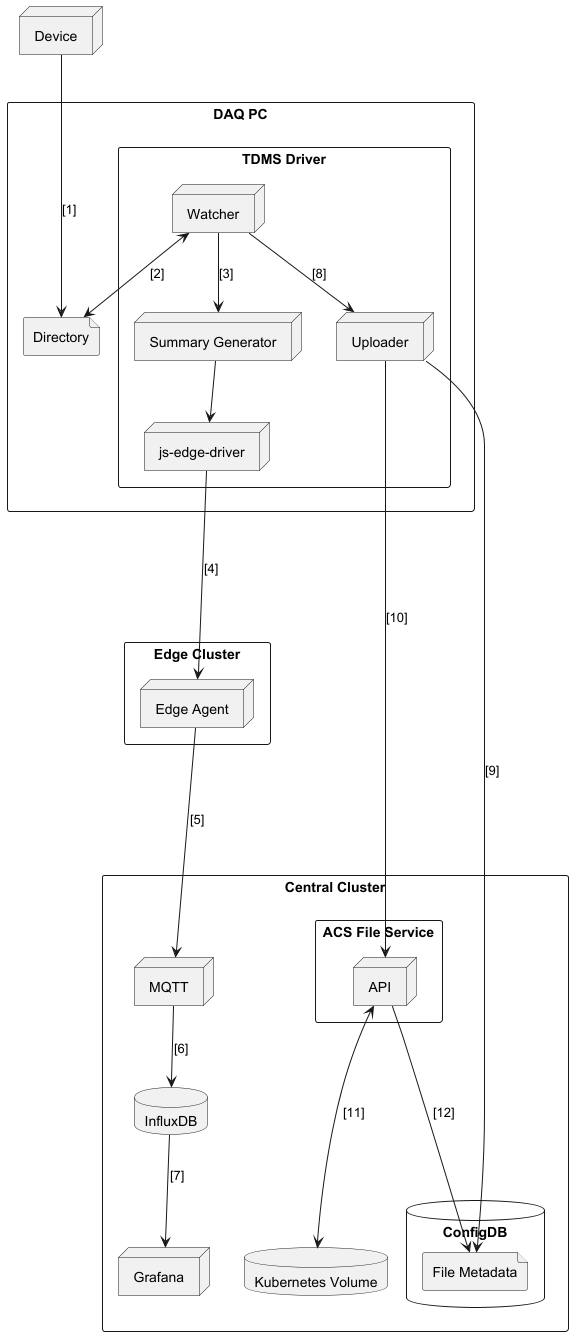 Device
DAQ PC
TDMS Driver
Watcher
[1]
[2]
[3]
[8]
Directory
Summary Generator
Uploader
js-edge-driver
[4]
[10]
Edge Cluster
Edge Agent
[9]
[5]
Central Cluster
ACS File Service
MQTT
API
[6]
InfluxDB
[11]
[12]
[7]
ConfigDB
Grafana
Kubernetes Volume
File Metadata